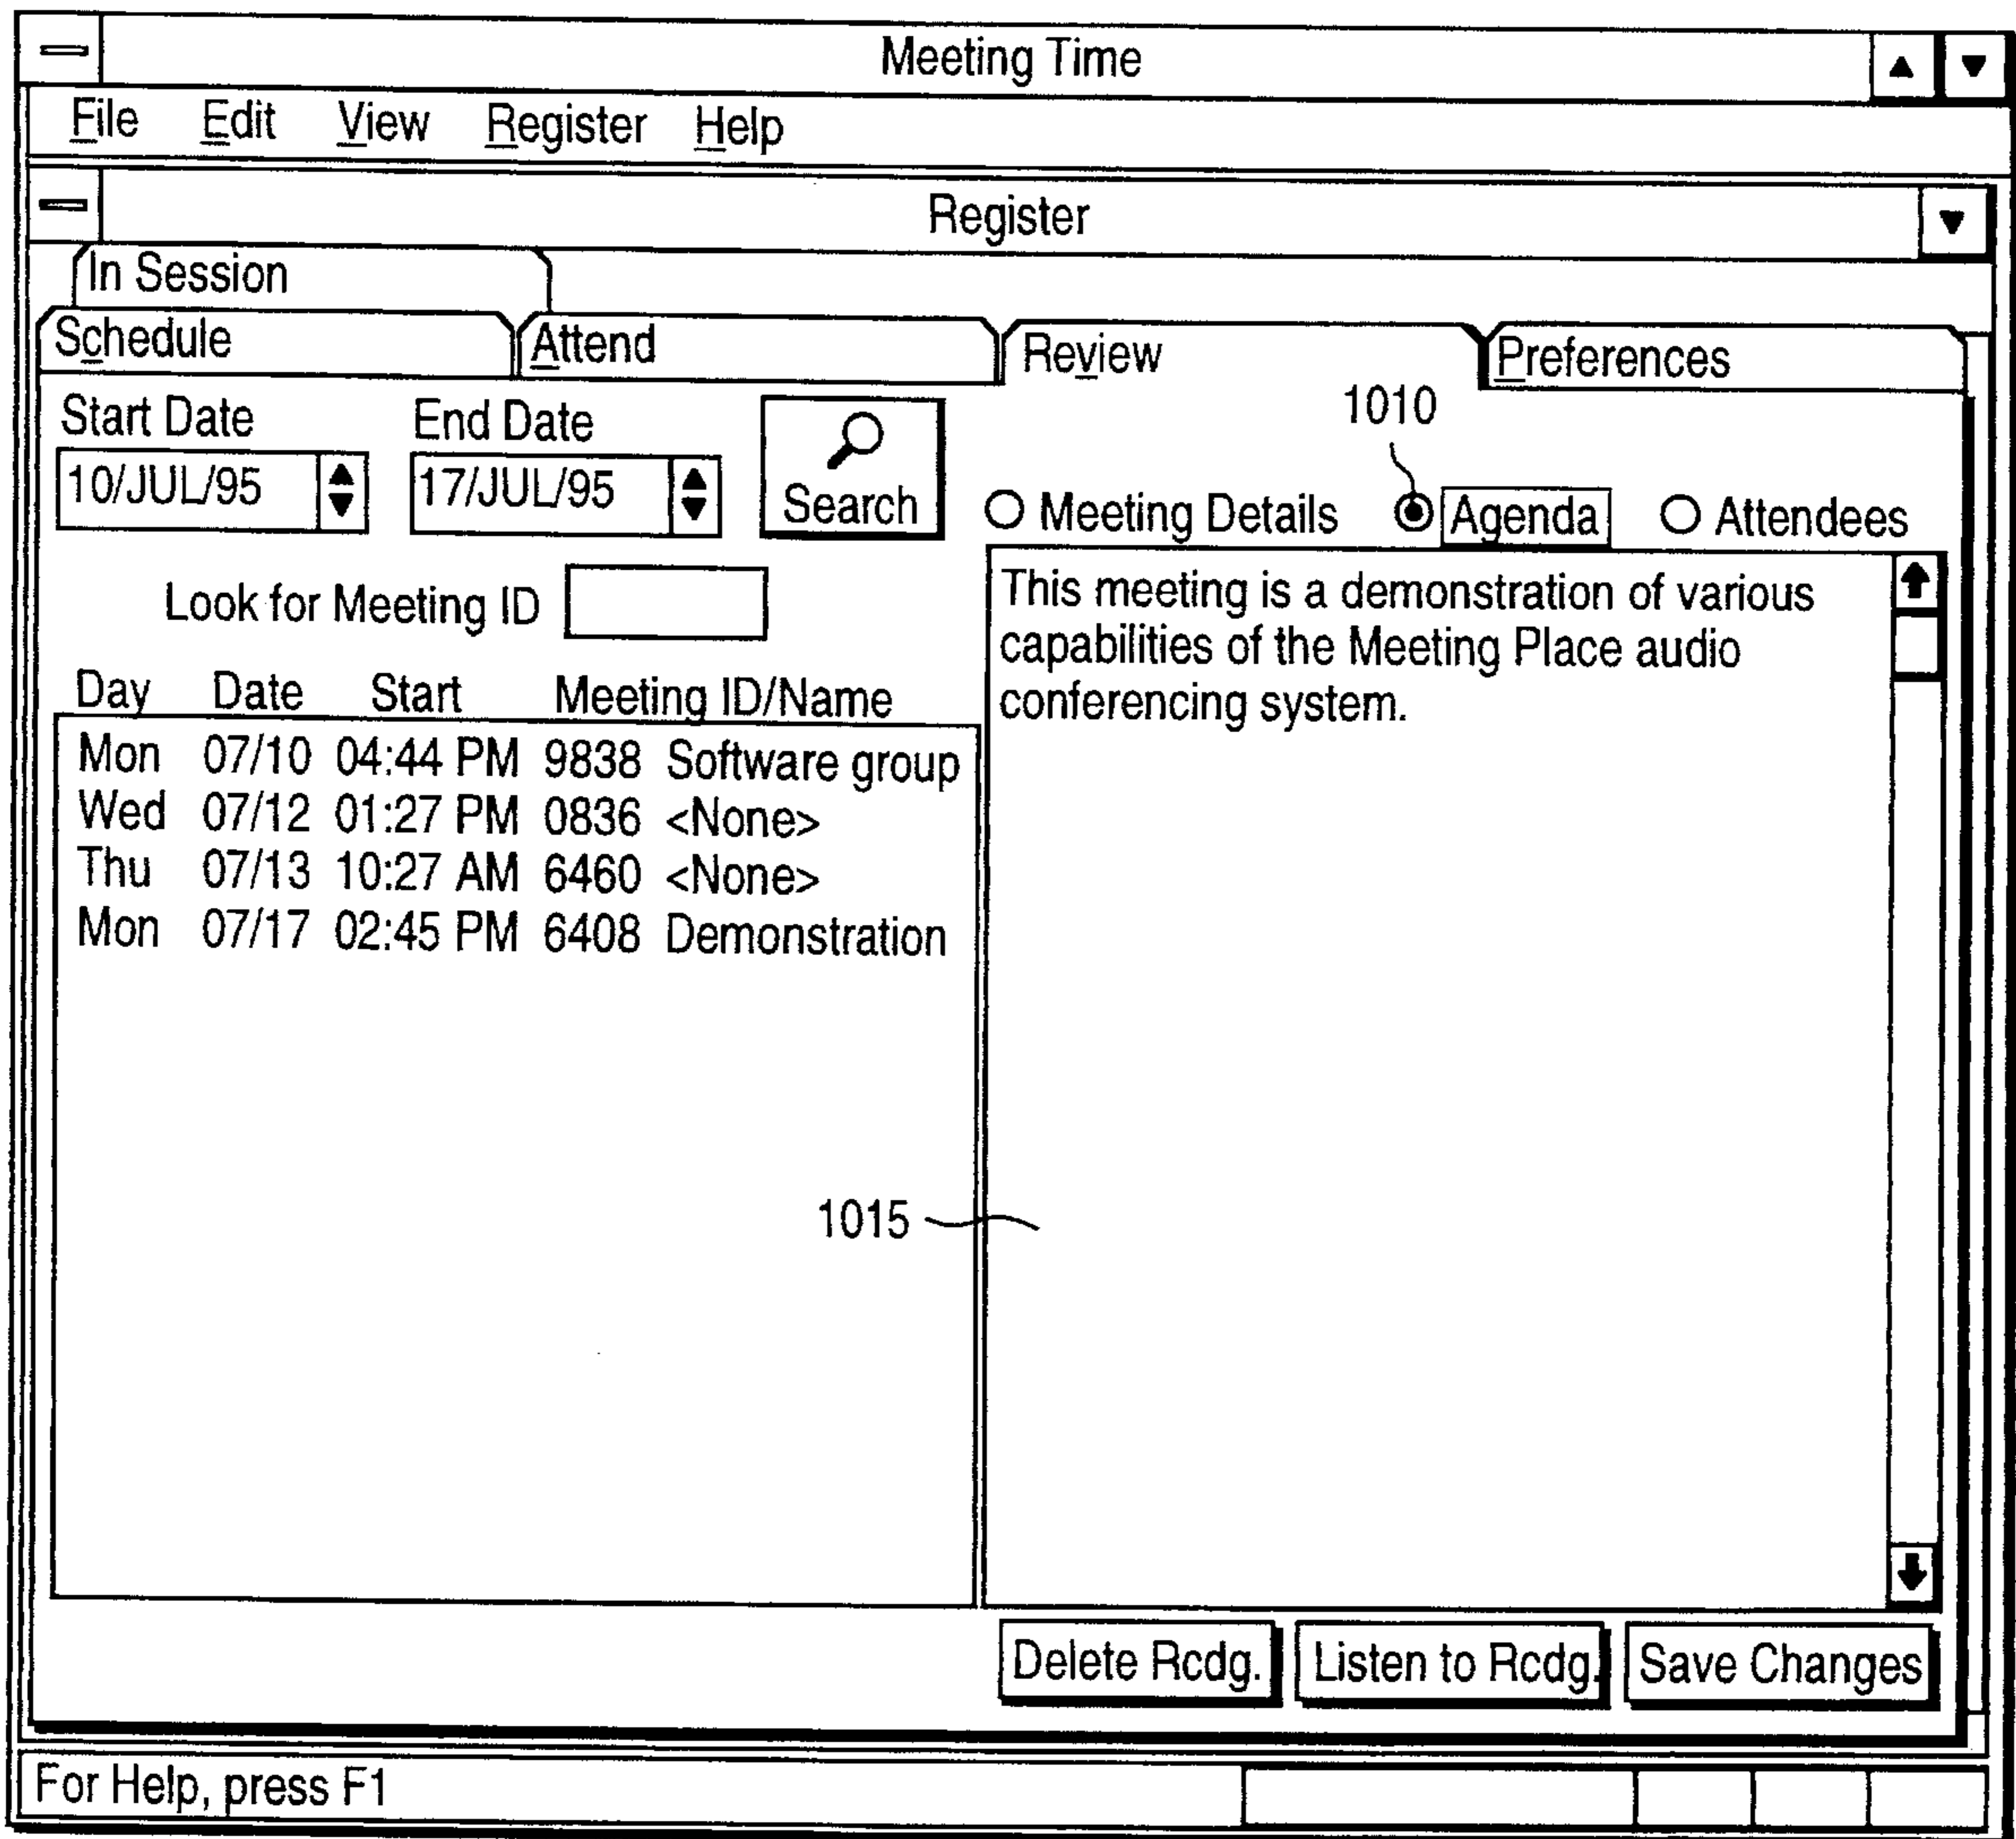 Meeting Time
File Edit View Register Help
Register
In Session
Schedule Attend Review Preferences
Start Date End Date
10/JUL/95 17/JUL/95 Search
1010
Meeting Details Agenda Attendees
Look for Meeting ID
Day Date Start Meeting ID/Name
Mon 07/10 04:44 PM 9838 Software group
Wed 07/12 01:27 PM 0836 <None>
Thu 07/13 10:27 AM 6460 <None>
Mon 07/17 02:45 PM 6408 Demonstration
This meeting is a demonstration of various
capabilities of the Meeting Place audio
conferencing system.
1015
Delete Rcdg. Listen to Rcdg. Save Changes
For Help, press F1